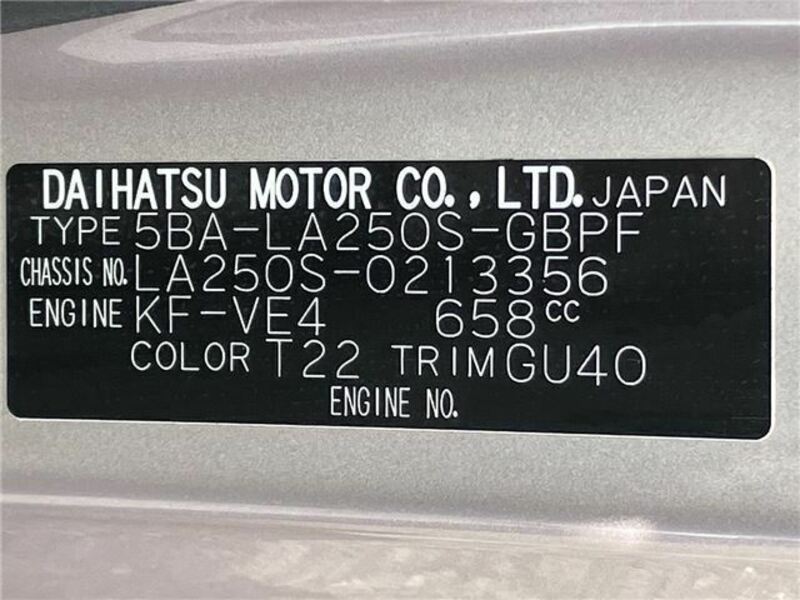 DAIHATSU MOTOR CO., LTD. JAPAN
TYPE 5BA-LA250S-GBPF
CHASSIS NO. LA250S-0213356
ENGINE KF-VE4 658cc
COLOR T22 TRIM GU40
ENGINE NO.